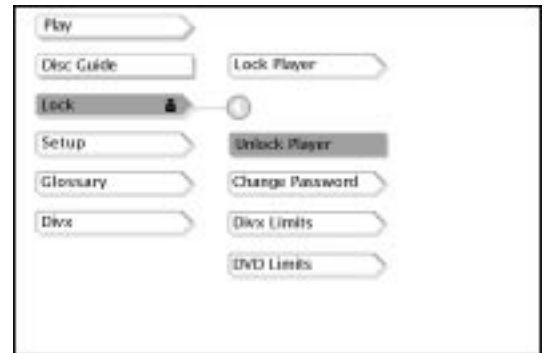 Play
Disc Guide
Lock
Setup
Glossary
Divx
Lock Player
Unlock Player
Change Password
Divx Limits
DVD Limits